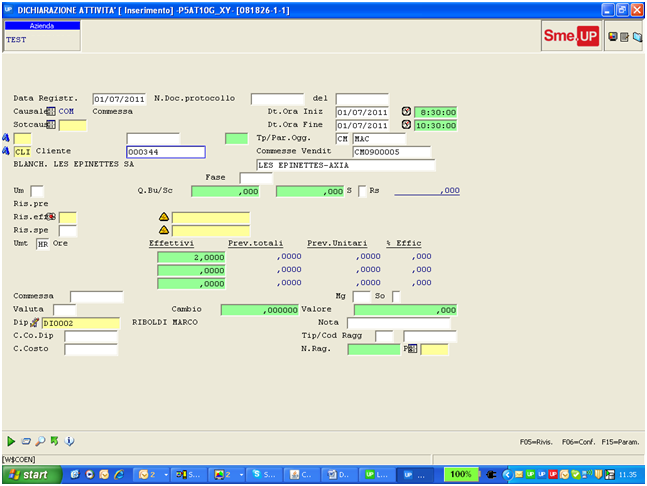 DICHIARAZIONE ATTIVITA' [ Inserimento] -P5AT10G_XY- [081826-1-1]
Azienda
TEST
Sme.UP
Data Registr. 01/07/2011 N.Doc.protocollo del
Causale COM Commessa Dt.Ora Iniz 01/07/2011 8:30:00
Sotcaus Dt.Ora Fine 01/07/2011 10:30:00
Tp/Par.Ogg. CM MAC
CLI Cliente 000344 Commesse Vendit CM0900005
BLANCH. LES EPINETTES SA LES EPINETTES-AXIA
Fase
Um Q.Bu/Sc ,000 ,000 S Rs ,000
Ris.pre
Ris.eff
Ris.spe
Umt HR Ore Effettivi Prev.totali Prev.Unitari % Effic
2,0000 ,0000 ,0000 ,000
,0000 ,0000 ,0000 ,000
,0000 ,0000 ,0000 ,000
Commessa Mg So
Valuta Cambio ,000000 Valore ,000
Dip DI0002 RIBOLDI MARCO Nota
C.Co.Dip Tip/Cod Ragg
C.Costo N.Rag.
F05=Rivis. F06=Conf. F15=Param.
[W$COEN]
start 2 5... 2 S... C... D... L... 100% 11.35